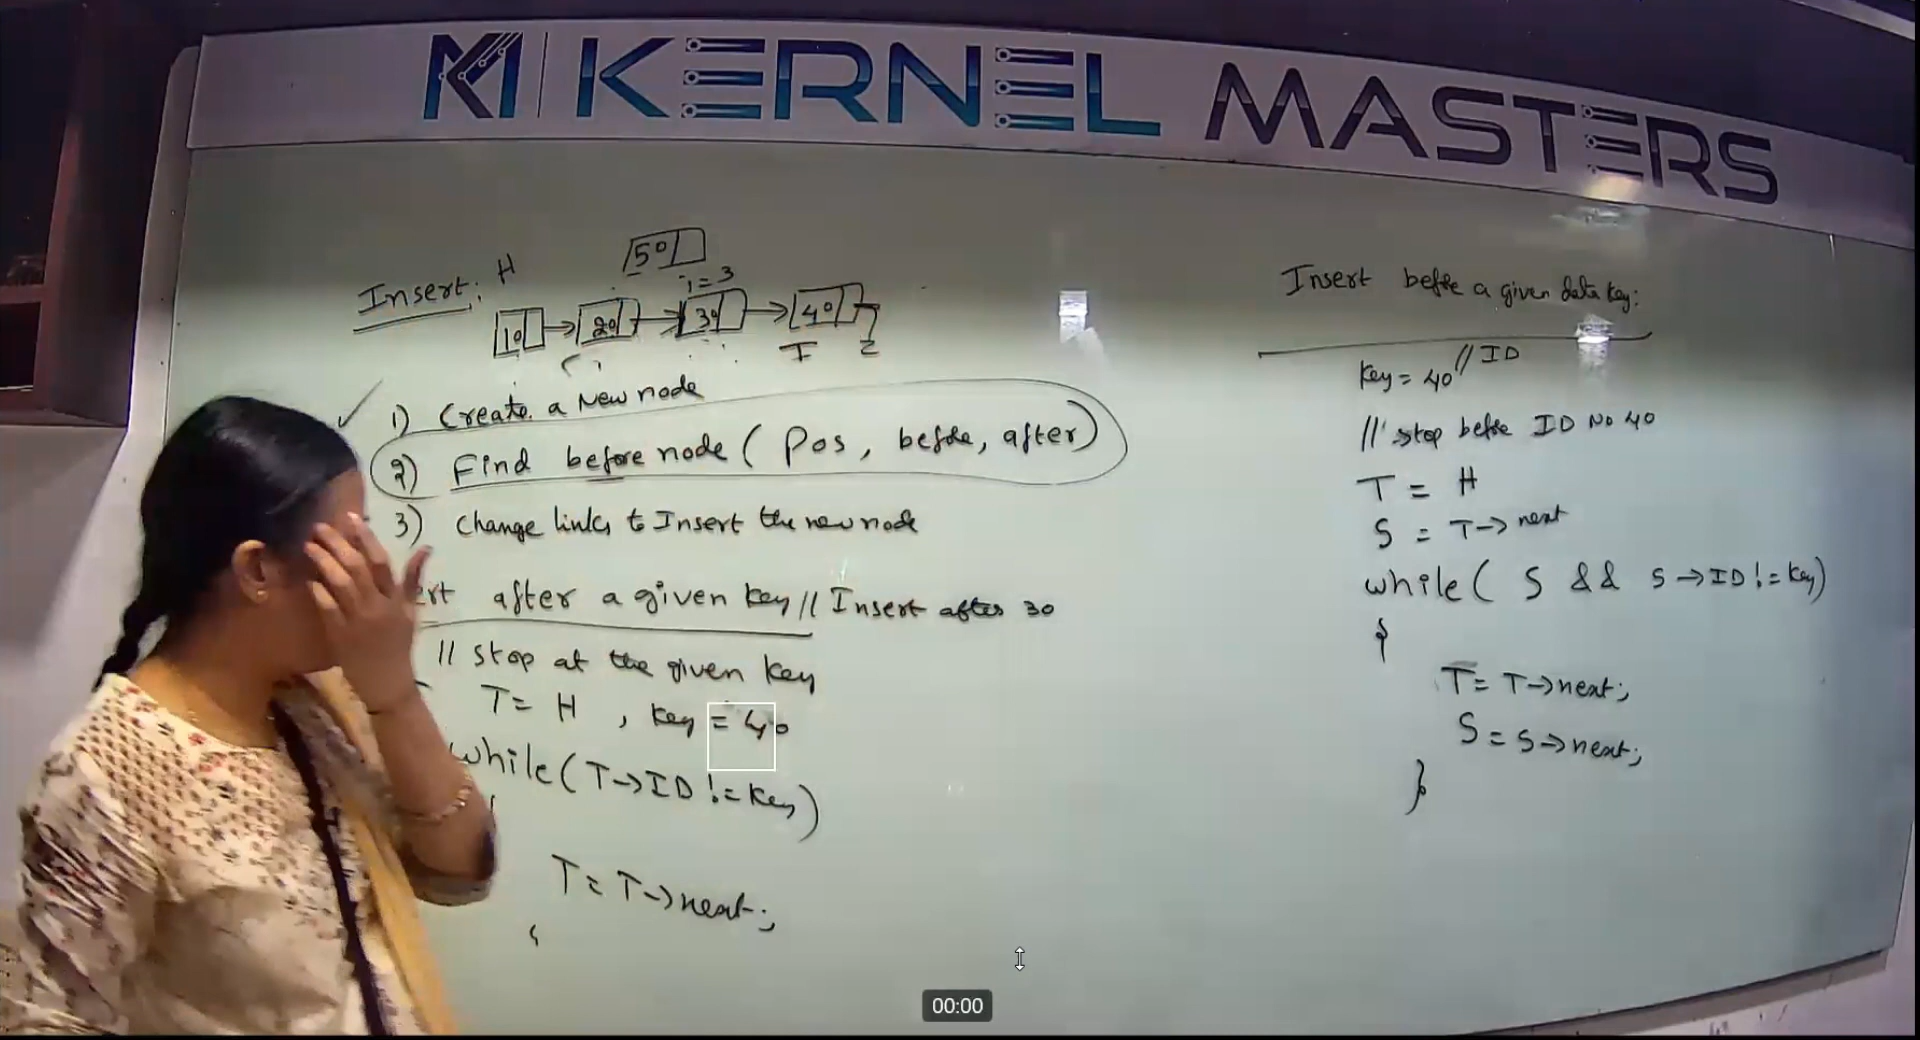 KM KERNEL MASTERS
50
Insert: H
i=3
10 20 30 40
T
1) Create a New node
2) Find before node ( Pos, before, after)
3) Change links to Insert the new node
ert after a given key // Insert after 30
// stop at the given key
T= H , key = 40
while(T->ID != key)
T= T->next;
Insert before a given data key:
key = 40 // ID
// stop before ID No 40
T = H
S = T->next
while( S && S->ID != key)
{
T= T->next;
S = S->next;
}
00:00